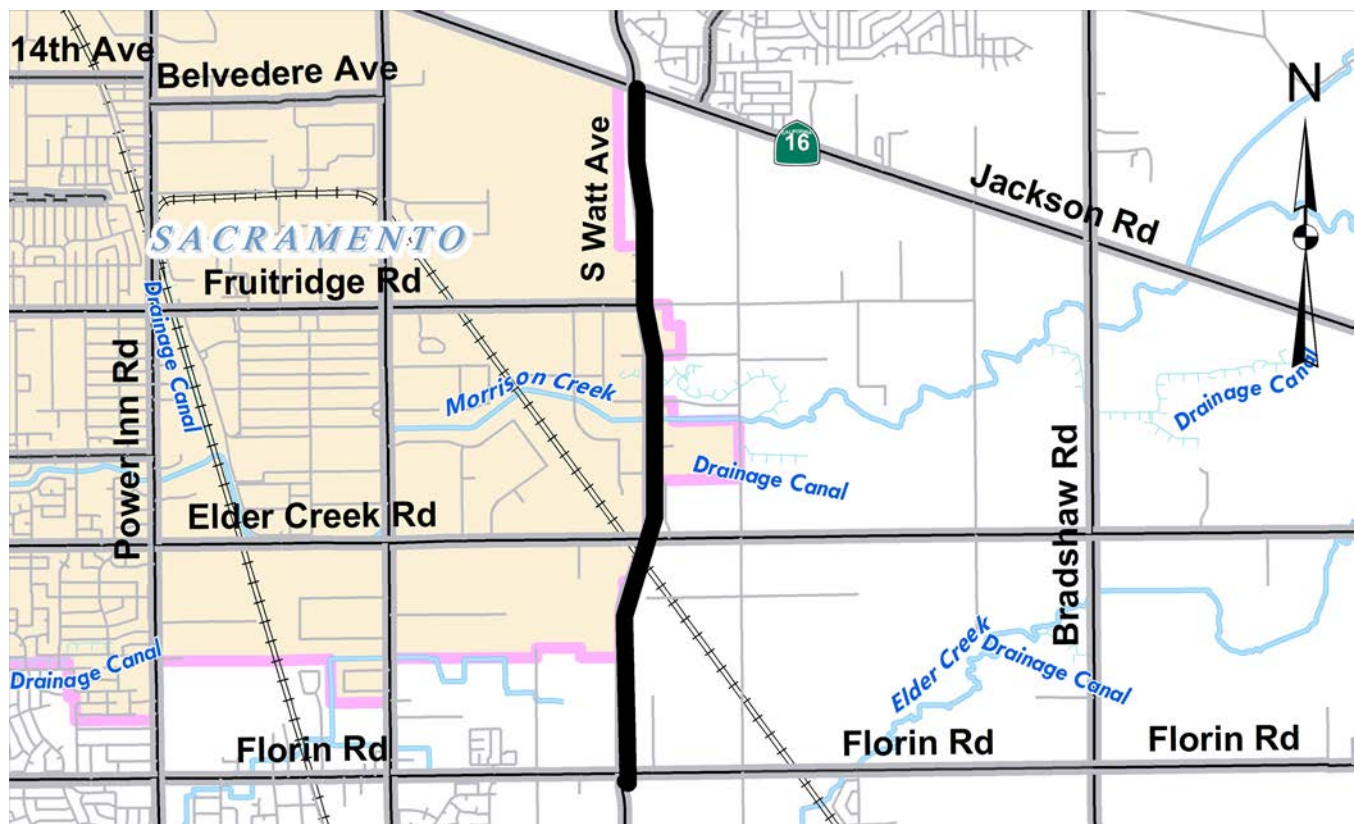 14th Ave
Belvedere Ave
N
S Watt Ave
CALIFORNIA
16
Jackson Rd
SACRAMENTO
Fruitridge Rd
Drainage Canal
Power Inn Rd
Morrison Creek
Drainage Canal
Drainage Canal
Bradshaw Rd
Elder Creek Rd
Elder Creek
Drainage Canal
Drainage Canal
Florin Rd
Florin Rd
Florin Rd